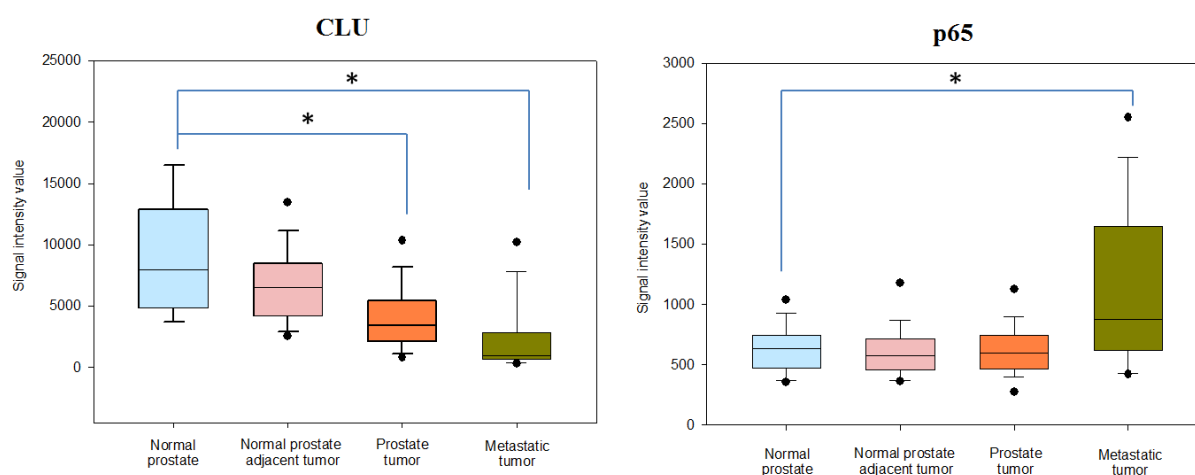 CLU
*
*
25000
20000
15000
10000
5000
0
Signal intensity value
Normal
prostate
Normal prostate
adjacent tumor
Prostate
tumor
Metastatic
tumor
p65
*
3000
2500
2000
1500
1000
500
0
Signal intensity value
Normal
prostate
Normal prostate
adjacent tumor
Prostate
tumor
Metastatic
tumor